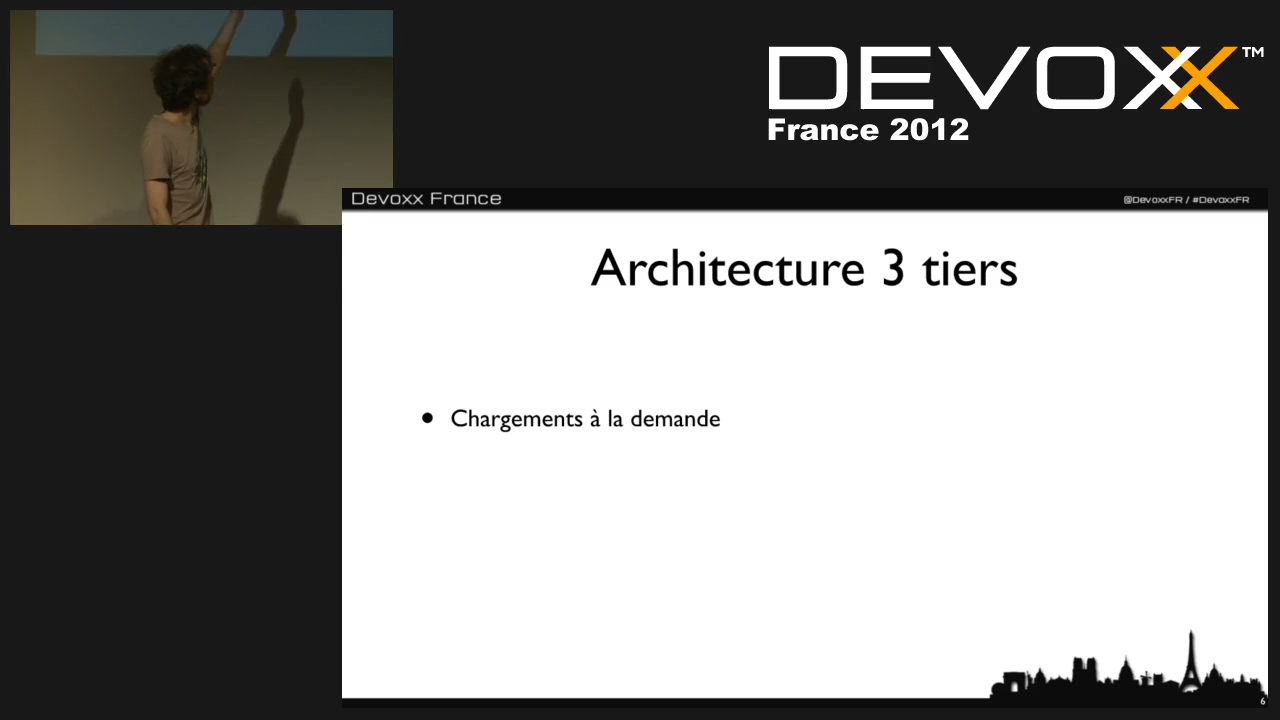 DEVOXX™
France 2012
Devoxx France
@DevoxxFR / #DevoxxFR
Architecture 3 tiers
• Chargements à la demande
6